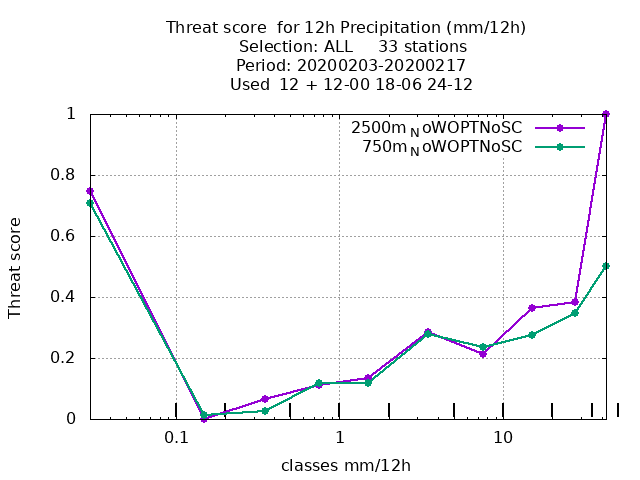 Threat score  for 12h Precipitation (mm/12h)
Selection: ALL     33 stations
Period: 20200203-20200217
Used  12 + 12-00 18-06 24-12
1
0.8
0.6
0.4
0.2
0
Threat score
2500m_NoWOPTNoSC
750m_NoWOPTNoSC
0.1
1
10
classes mm/12h